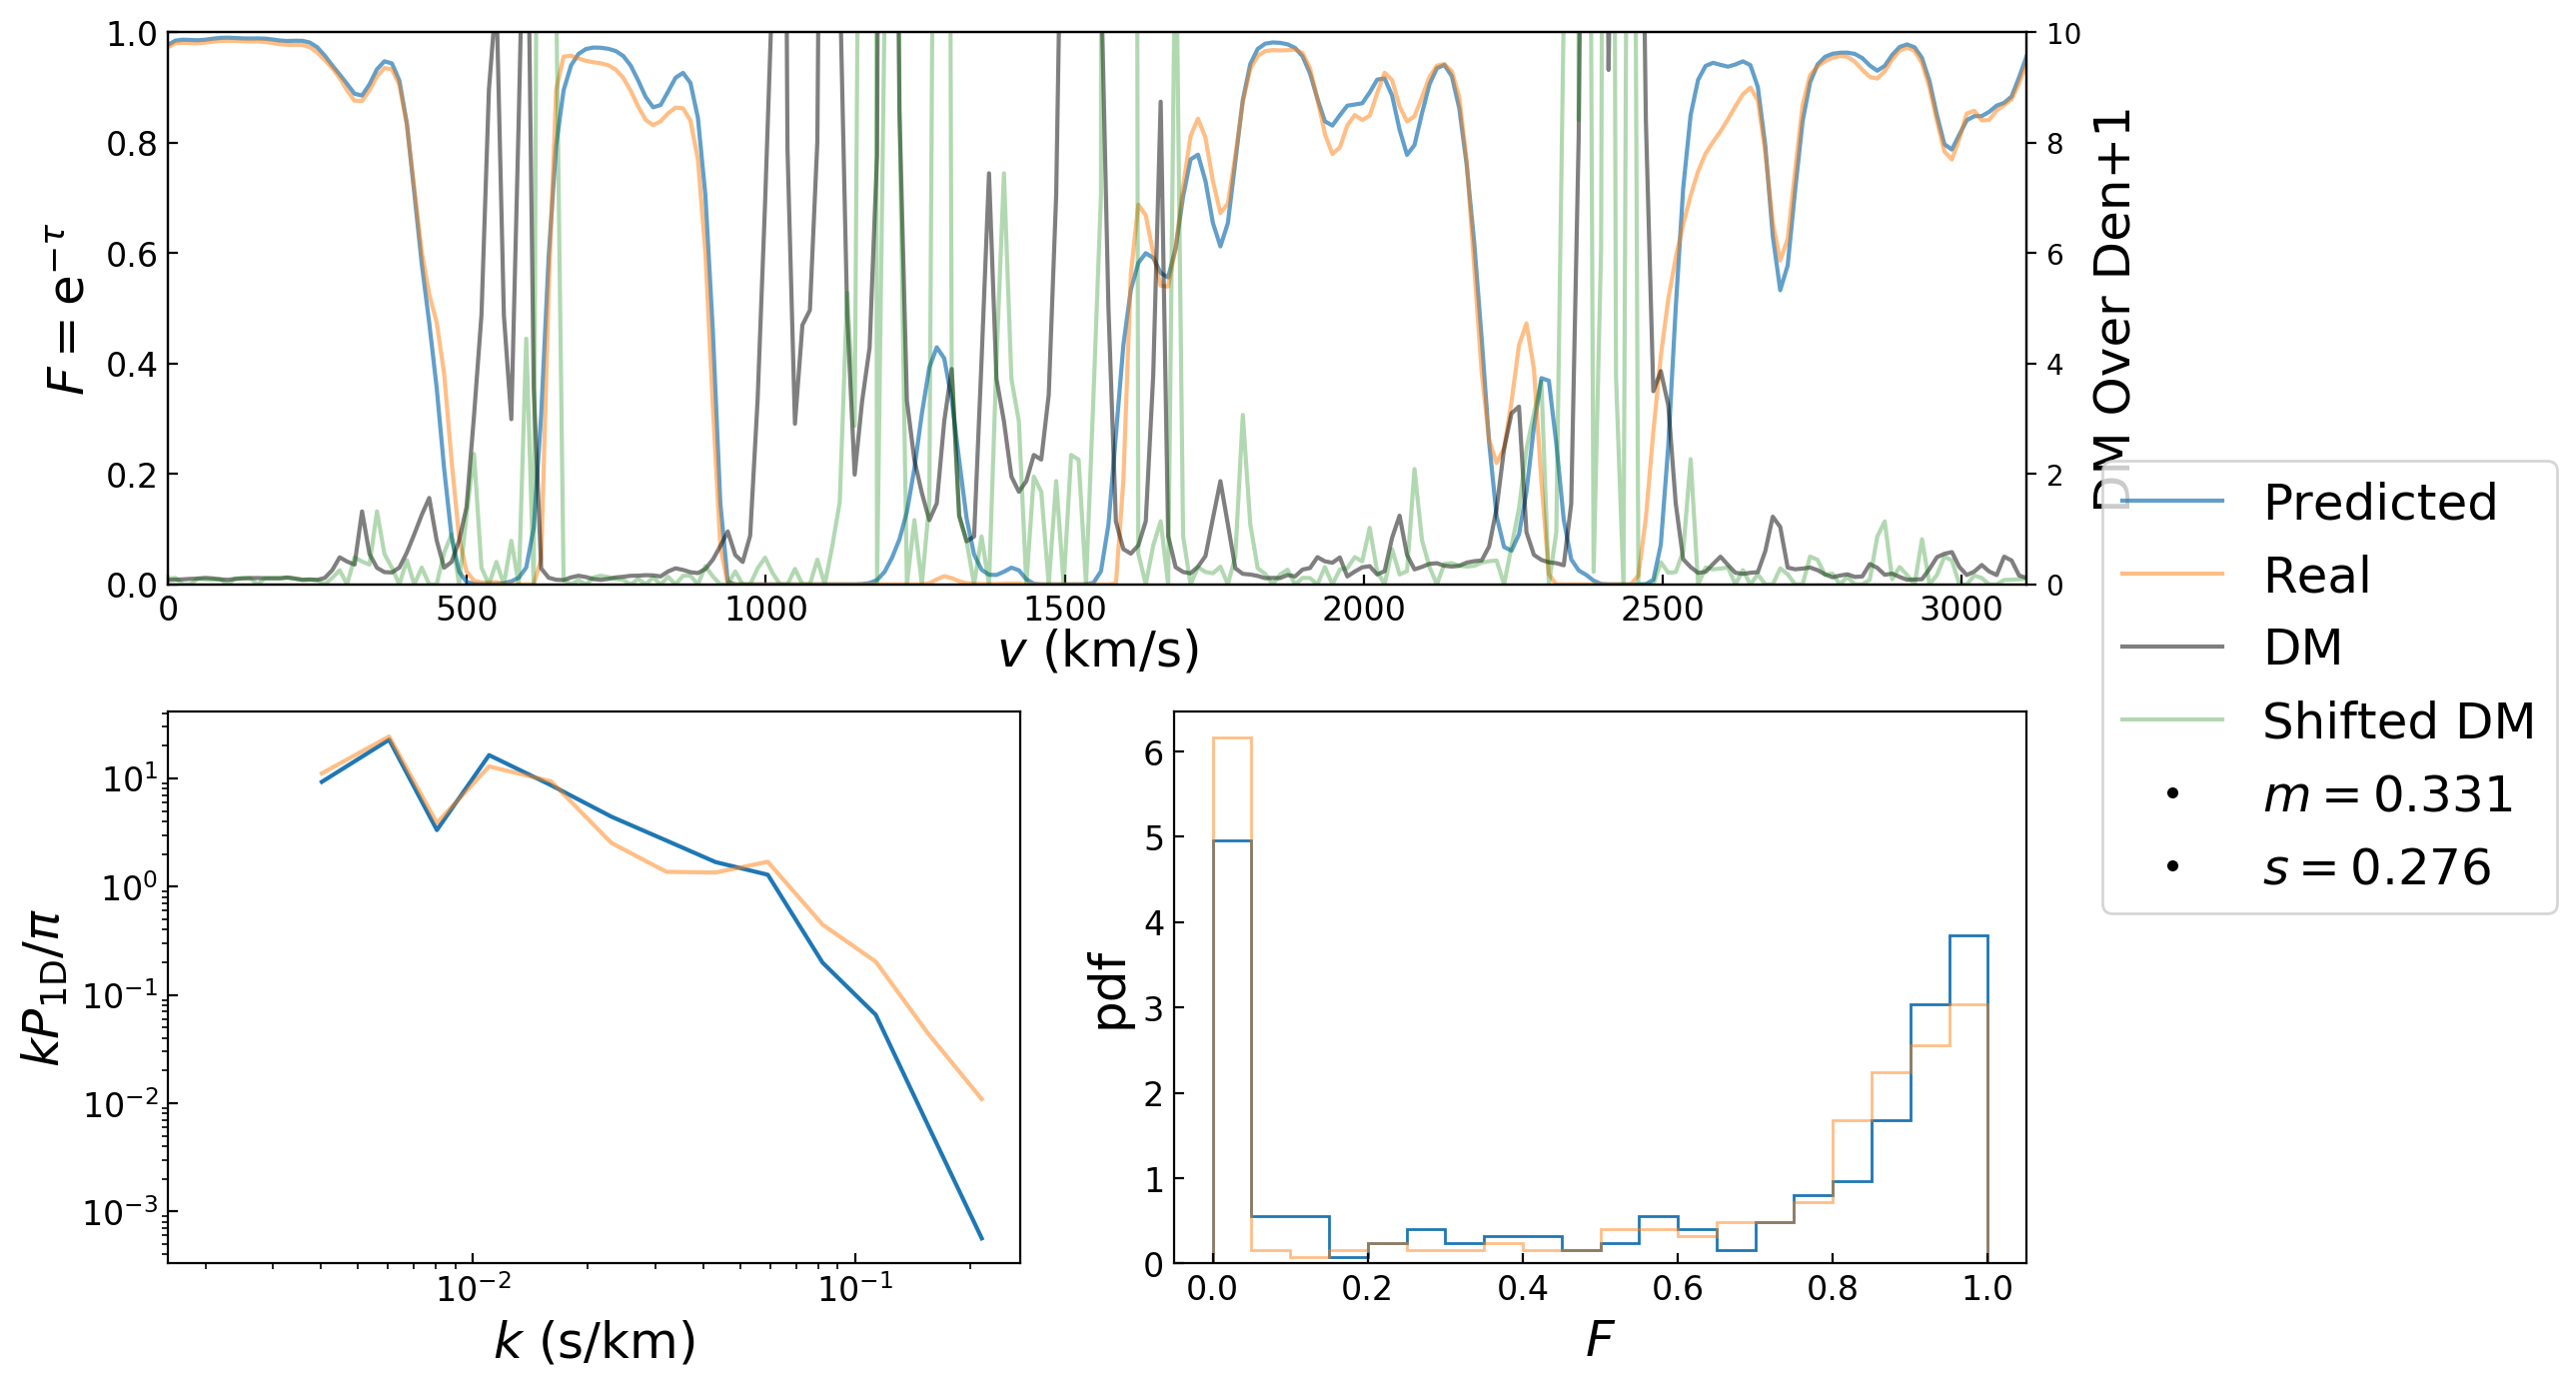 1.0
0.8
0.6
0.4
0.2
0.0
F = e^{−τ}
10
8
6
4
2
0
DM Over Den+1
0 500 1000 1500 2000 2500 3000
v (km/s)
Predicted
Real
DM
Shifted DM
m = 0.331
s = 0.276
10^1
10^0
10^{−1}
10^{−2}
10^{−3}
kP_{1D}/π
10^{−2} 10^{−1}
k (s/km)
6
5
4
3
2
1
0
pdf
0.0 0.2 0.4 0.6 0.8 1.0
F